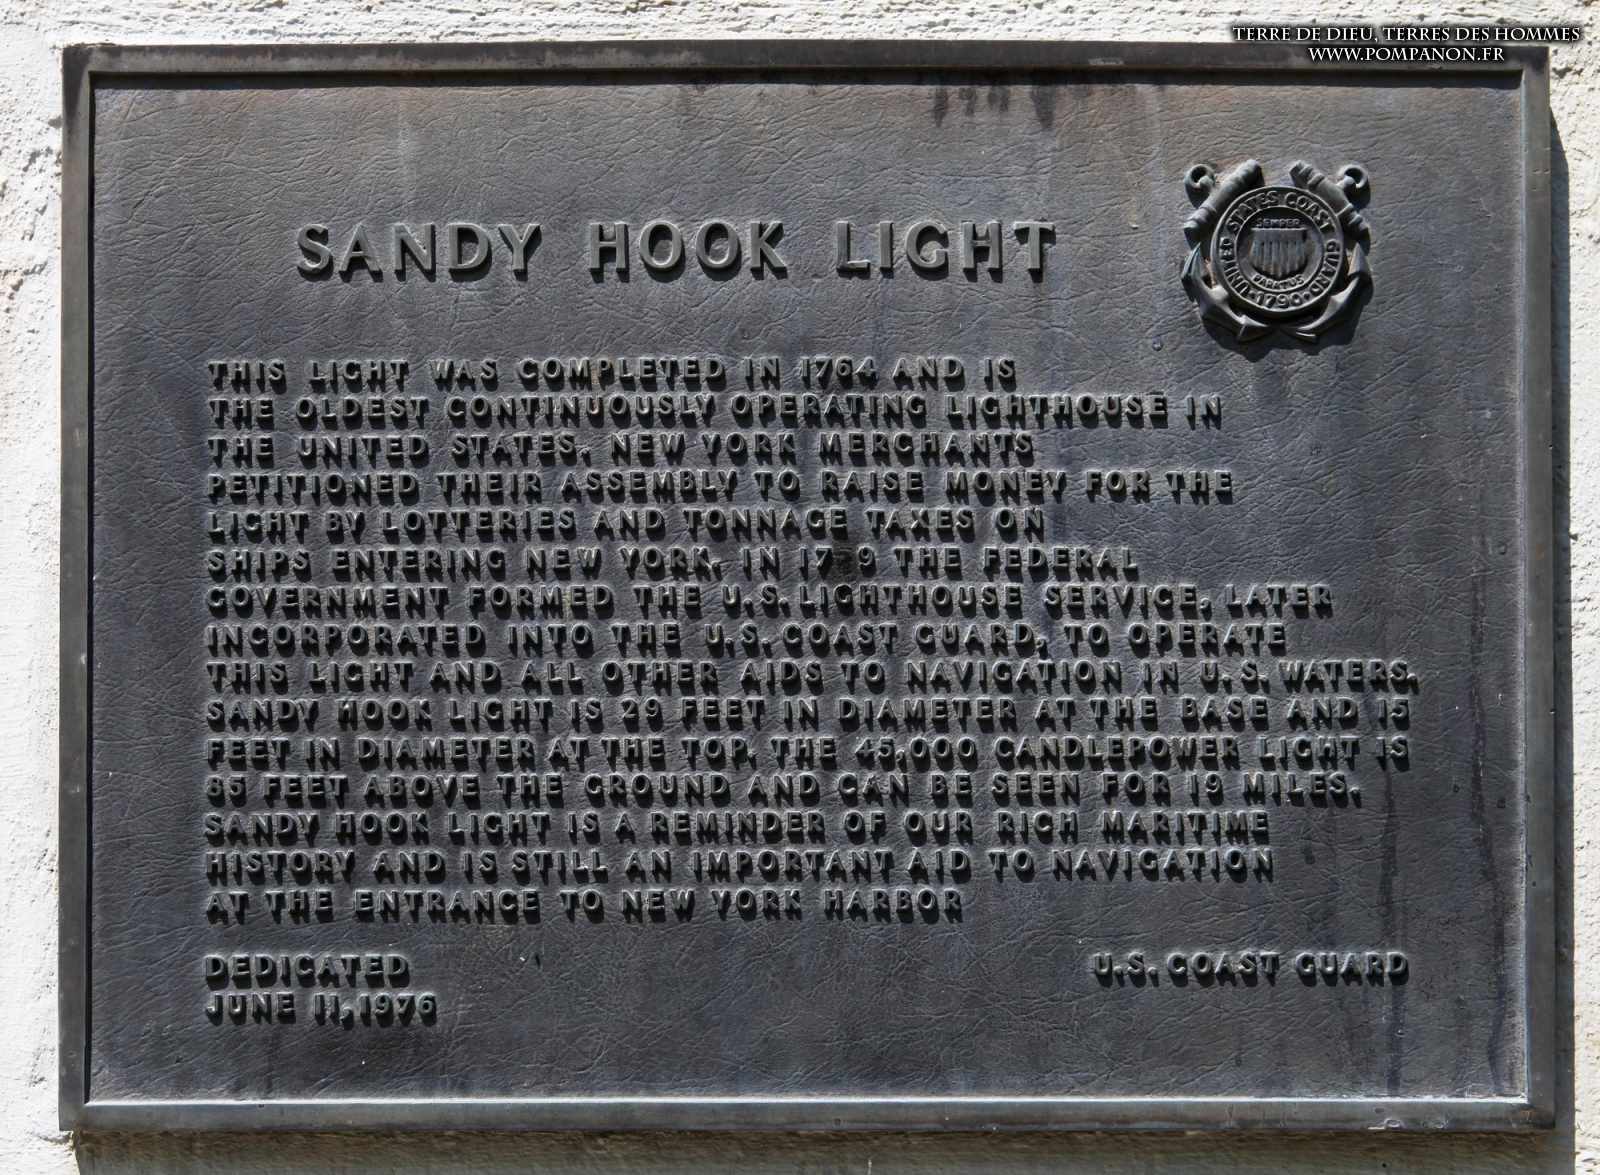 TERRE DE DIEU, TERRES DES HOMMES
WWW.POMPANON.FR
SANDY HOOK LIGHT
UNITED STATES COAST GUARD
SEMPER
PARATUS
1790
THIS LIGHT WAS COMPLETED IN 1764 AND IS
THE OLDEST CONTINUOUSLY OPERATING LIGHTHOUSE IN
THE UNITED STATES. NEW YORK MERCHANTS
PETITIONED THEIR ASSEMBLY TO RAISE MONEY FOR THE
LIGHT BY LOTTERIES AND TONNAGE TAXES ON
SHIPS ENTERING NEW YORK. IN THE FEDERAL
GOVERNMENT FORMED THE U.S. LIGHTHOUSE SERVICE, LATER
INCORPORATED INTO THE U.S. COAST GUARD, TO OPERATE
THIS LIGHT AND ALL OTHER AIDS TO NAVIGATION IN U.S. WATERS.
SANDY HOOK LIGHT IS 29 FEET IN DIAMETER AT THE BASE AND 15
FEET IN DIAMETER AT THE TOP. THE 45,000 CANDLEPOWER LIGHT IS
85 FEET ABOVE THE GROUND AND CAN BE SEEN FOR 19 MILES.
SANDY HOOK LIGHT IS A REMINDER OF OUR RICH MARITIME
HISTORY AND IS STILL AN IMPORTANT AID TO NAVIGATION
AT THE ENTRANCE TO NEW YORK HARBOR
DEDICATED
JUNE 11, 1976
U.S. COAST GUARD